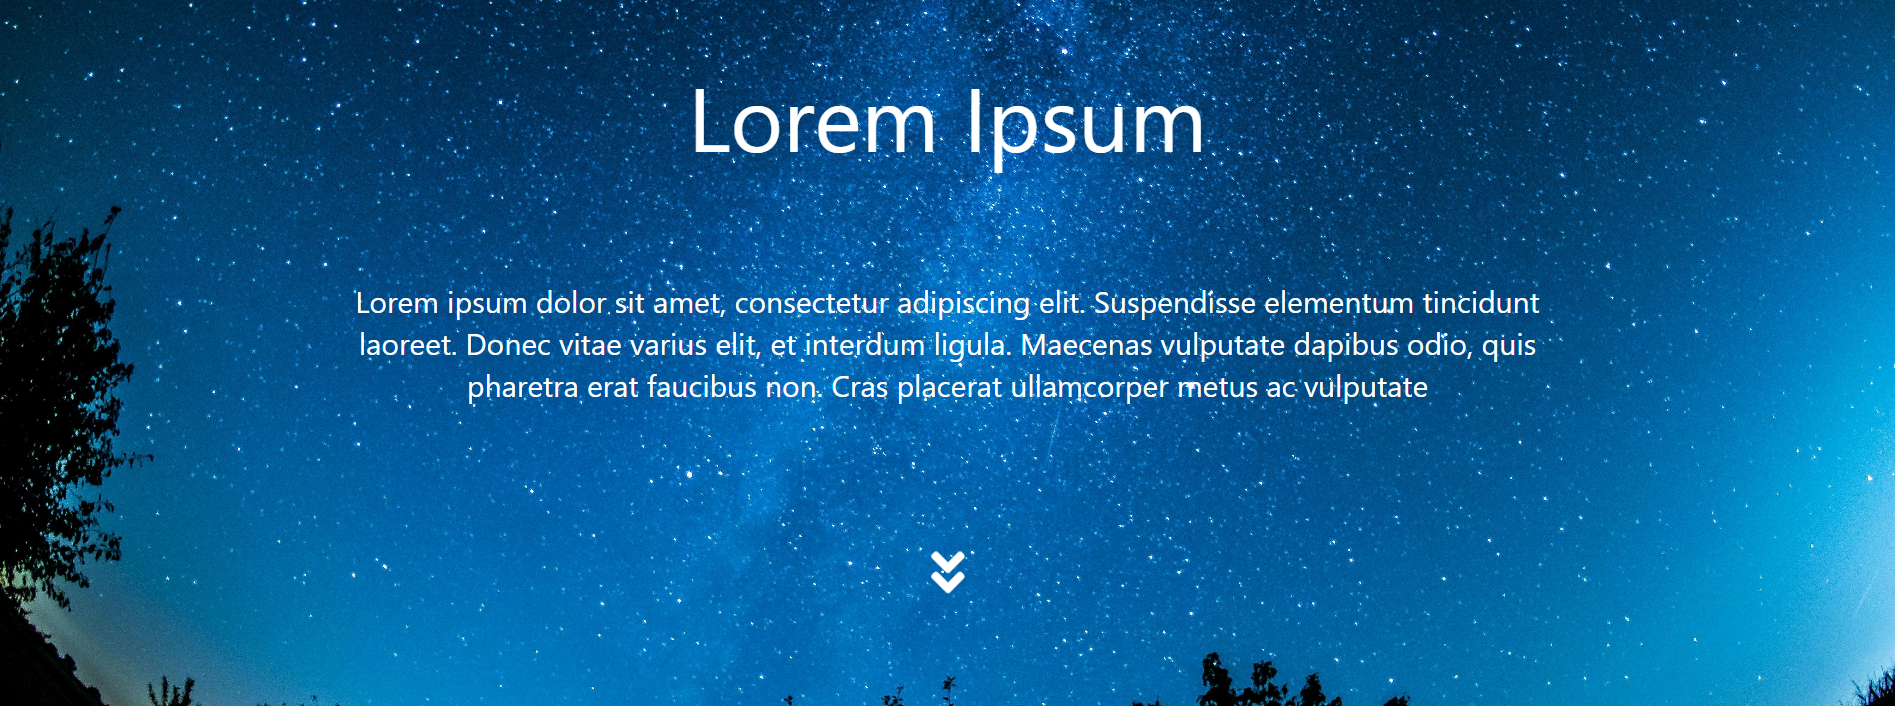 Lorem Ipsum
Lorem ipsum dolor sit amet, consectetur adipiscing elit. Suspendisse elementum tincidunt
laoreet. Donec vitae varius elit, et interdum ligula. Maecenas vulputate dapibus odio, quis
pharetra erat faucibus non. Cras placerat ullamcorper metus ac vulputate